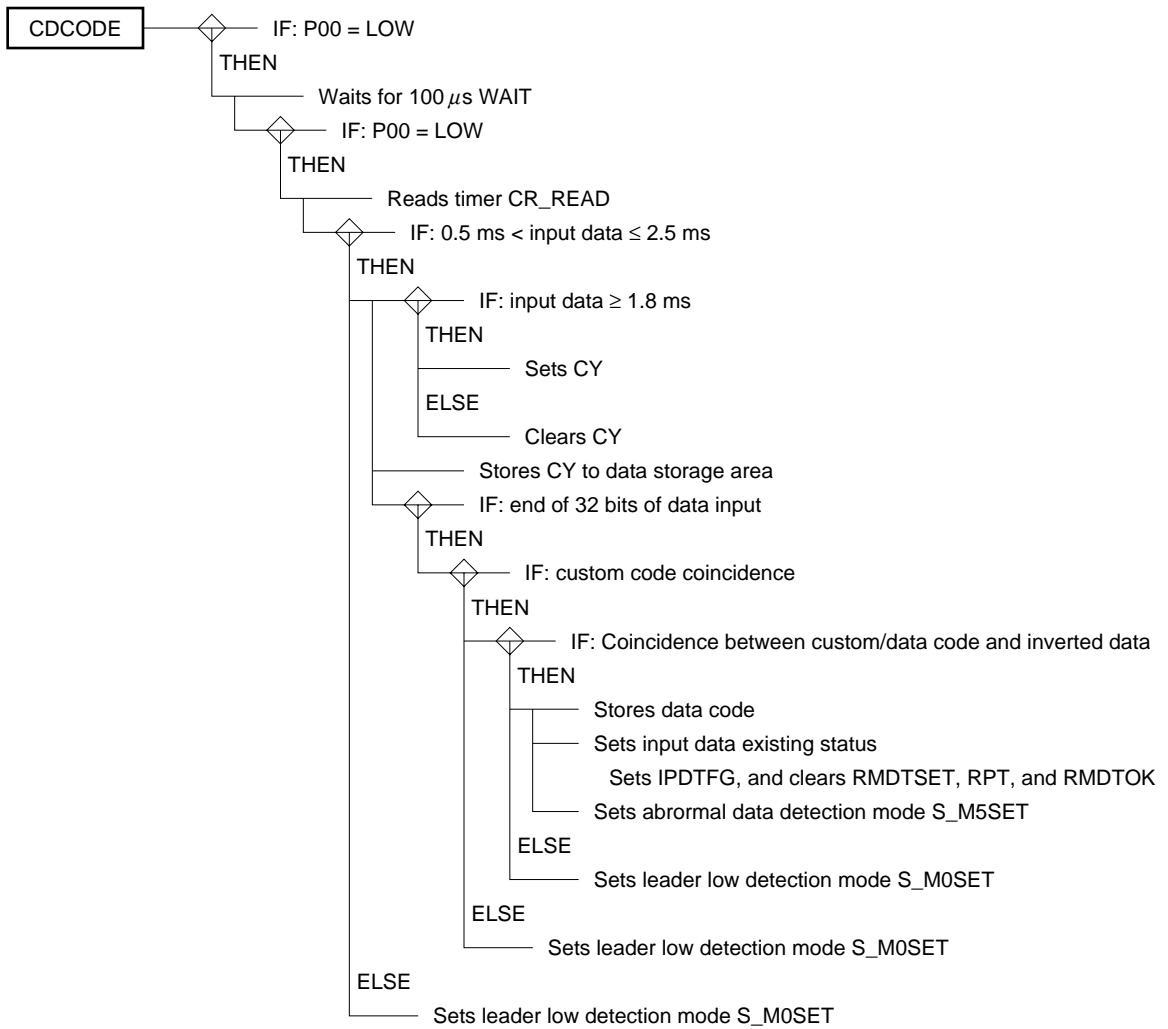 CDCODE IF: P00 = LOW
THEN
Waits for 100 μs WAIT
IF: P00 = LOW
THEN
Reads timer CR_READ
IF: 0.5 ms < input data ≤ 2.5 ms
THEN
IF: input data ≥ 1.8 ms
THEN
Sets CY
ELSE
Clears CY
Stores CY to data storage area
IF: end of 32 bits of data input
THEN
IF: custom code coincidence
THEN
IF: Coincidence between custom/data code and inverted data
THEN
Stores data code
Sets input data existing status
Sets IPDTFG, and clears RMDTSET, RPT, and RMDTOK
Sets abrormal data detection mode S_M5SET
ELSE
Sets leader low detection mode S_M0SET
ELSE
Sets leader low detection mode S_M0SET
ELSE
Sets leader low detection mode S_M0SET